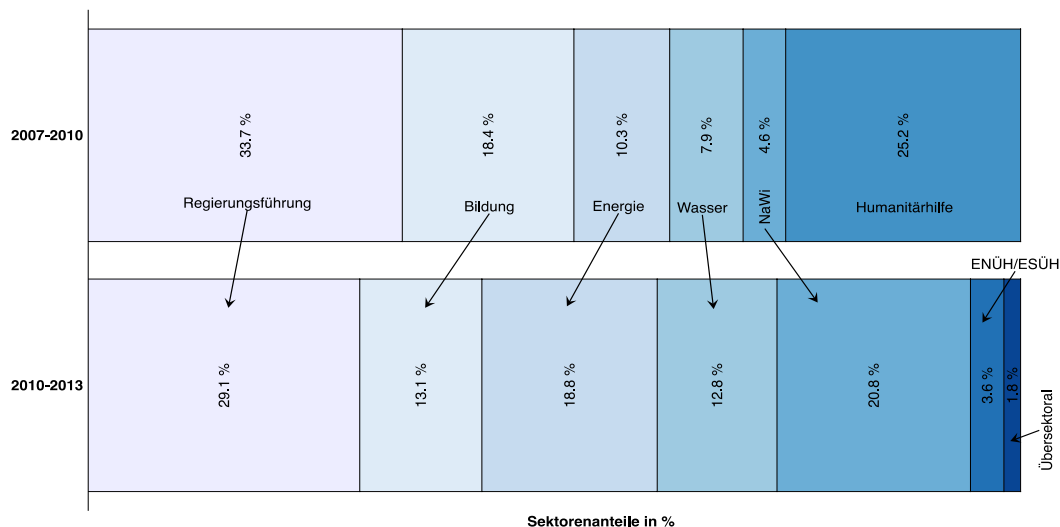 2007-2010
33.7 %
18.4 %
10.3 %
7.9 %
4.6 %
25.2 %
Regierungsführung
Bildung
Energie
Wasser
NaWi
Humanitärhilfe
ENÜH/ESÜH
2010-2013
29.1 %
13.1 %
18.8 %
12.8 %
20.8 %
3.6 %
1.8 %
Übersektoral
Sektorenanteile in %